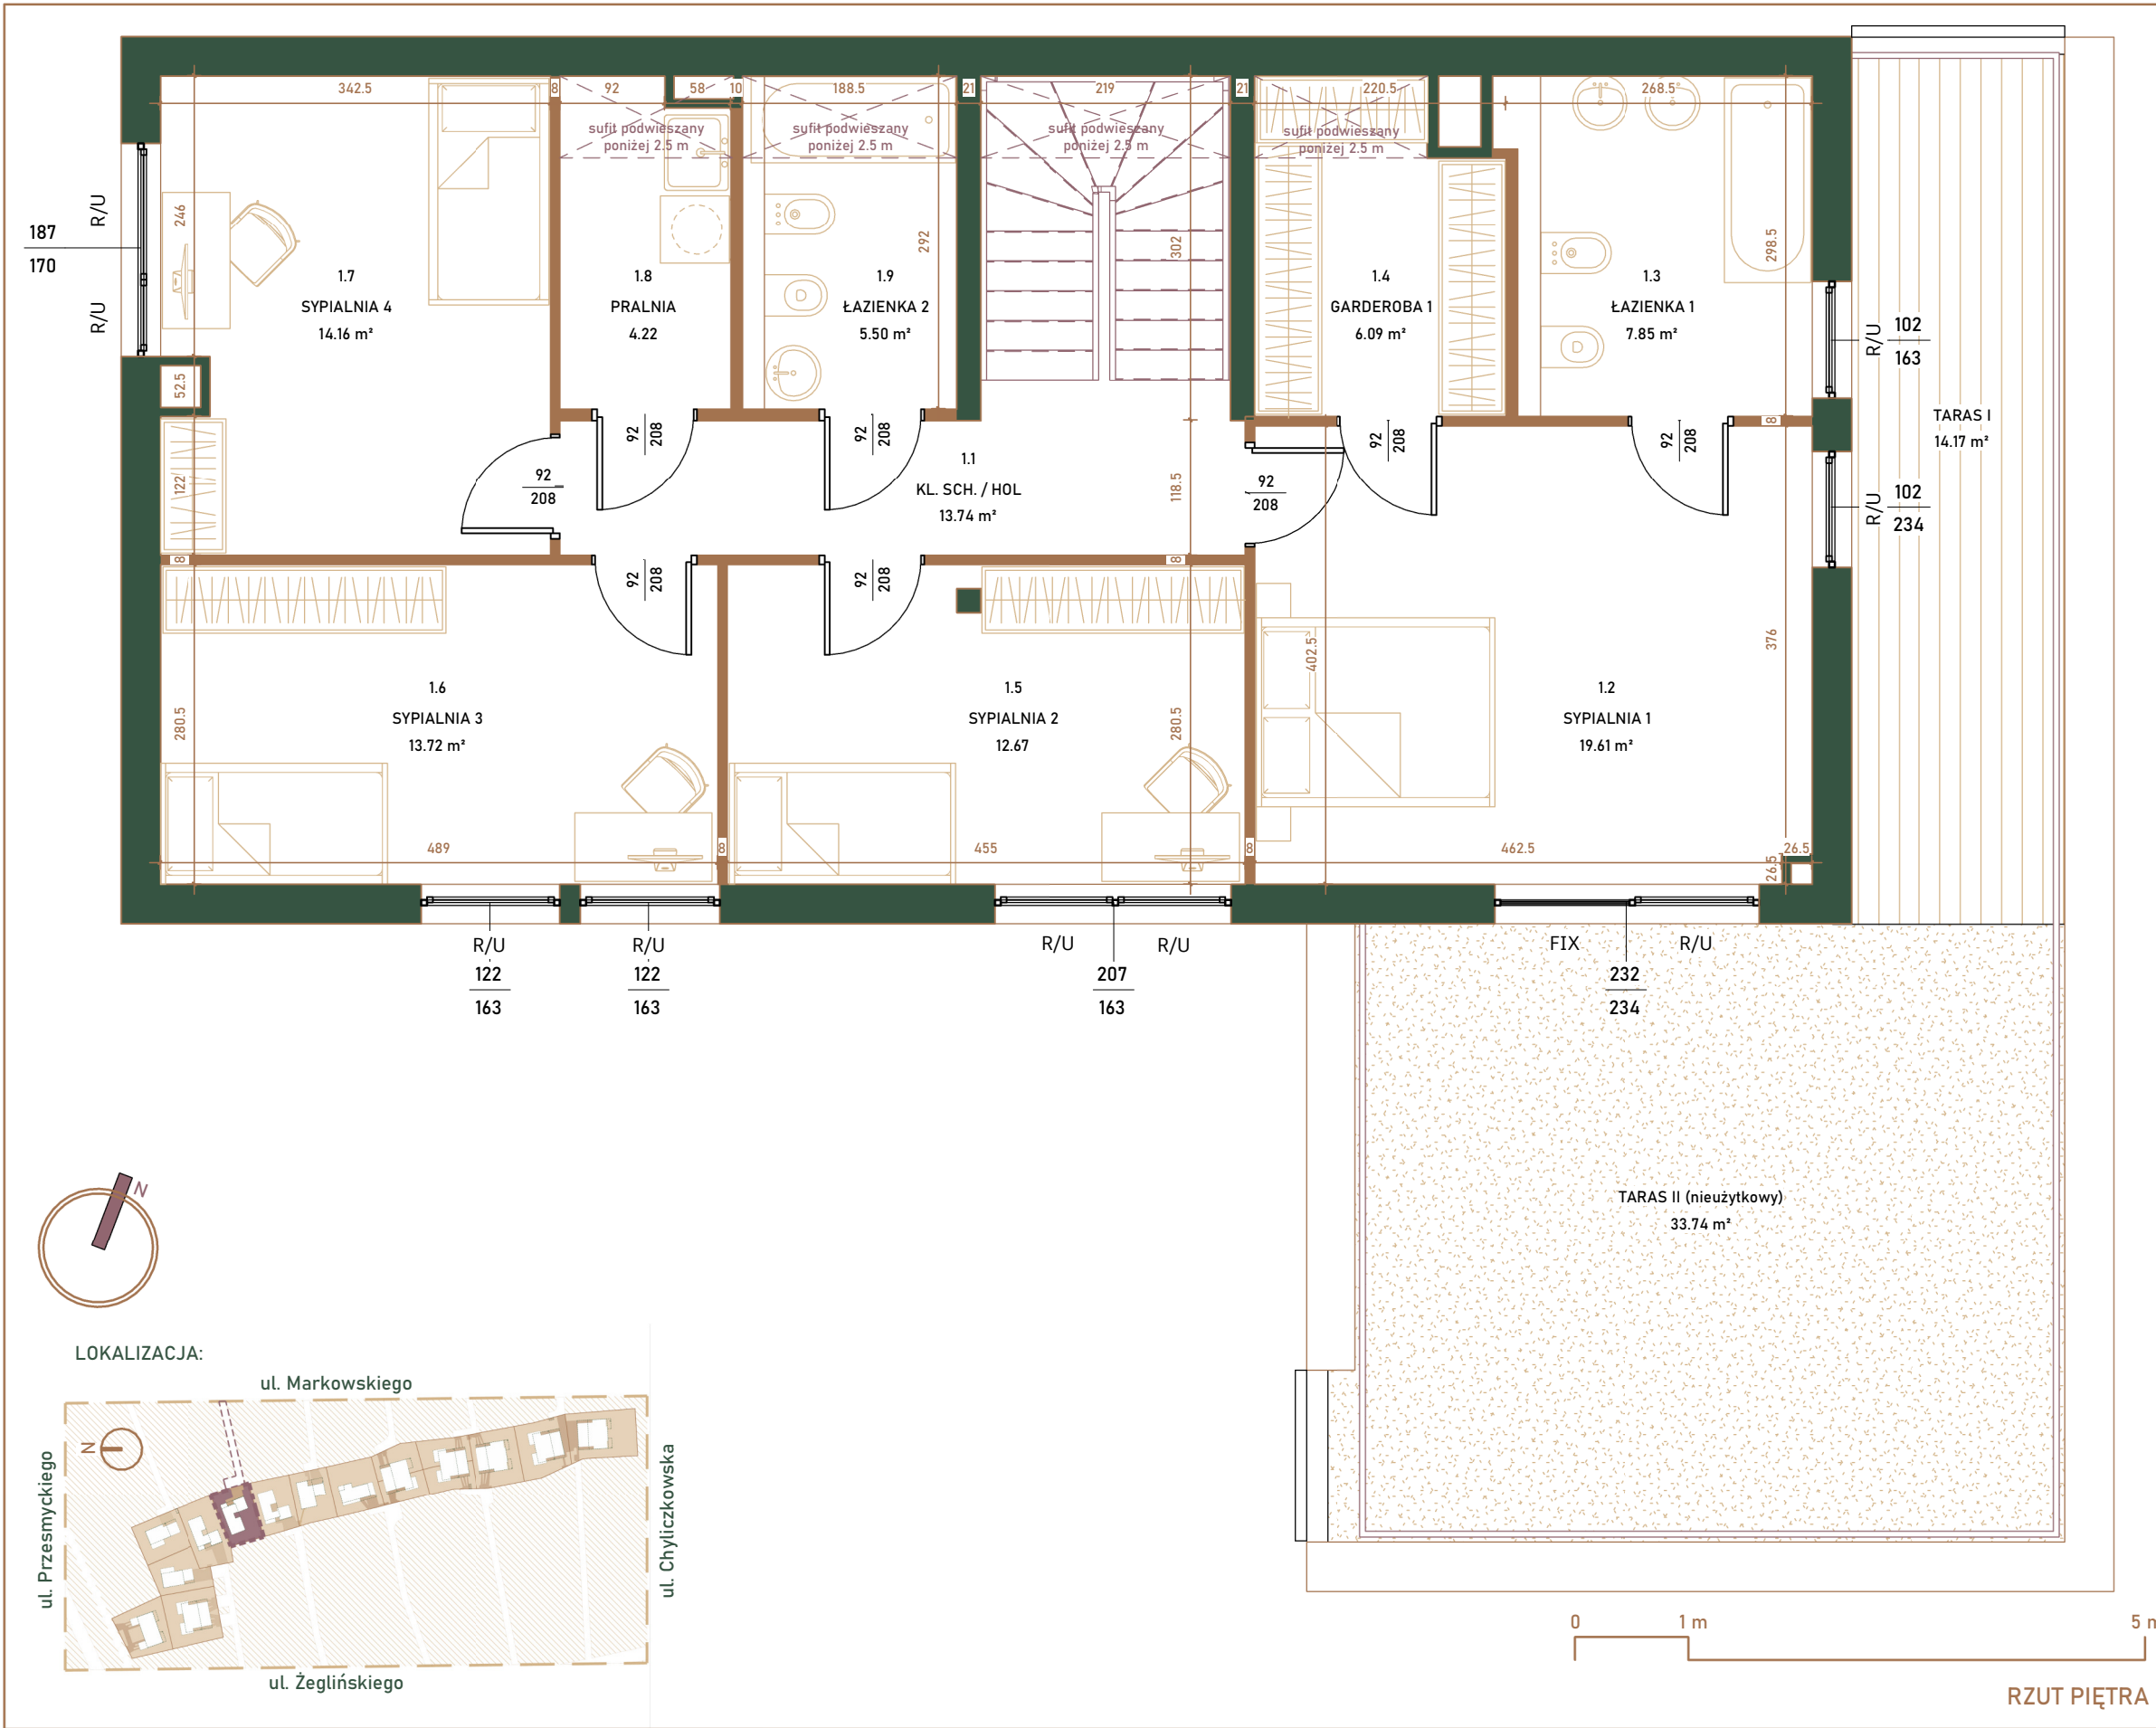 342.5
8
92
58
10
188.5
21
219
21
220.5
268.5
sufit podwieszany
poniżej 2.5 m
sufit podwieszany
poniżej 2.5 m
sufit podwieszany
poniżej 2.5 m
sufit podwieszany
poniżej 2.5 m
R/U
187
170
R/U
246
292
302
298.5
1.7
SYPIALNIA 4
14.16 m²
1.8
PRALNIA
4.22
1.9
ŁAZIENKA 2
5.50 m²
1.4
GARDEROBA 1
6.09 m²
1.3
ŁAZIENKA 1
7.85 m²
R/U
102
163
TARAS I
14.17 m²
52.5
122
92
208
92
208
92
208
1.1
KL. SCH. / HOL
13.74 m²
118.5
92
208
92
208
92
208
8
R/U
102
234
8
92
208
92
208
8
280.5
1.6
SYPIALNIA 3
13.72 m²
1.5
SYPIALNIA 2
12.67
280.5
402.5
1.2
SYPIALNIA 1
19.61 m²
376
489
8
455
8
462.5
26.5
26.5
R/U
122
163
R/U
122
163
R/U
R/U
207
163
FIX
R/U
232
234
TARAS II (nieużytkowy)
33.74 m²
N
LOKALIZACJA:
ul. Markowskiego
N
ul. Przesmyckiego
ul. Chyliczkowska
ul. Żeglińskiego
0
1 m
5 m
RZUT PIĘTRA